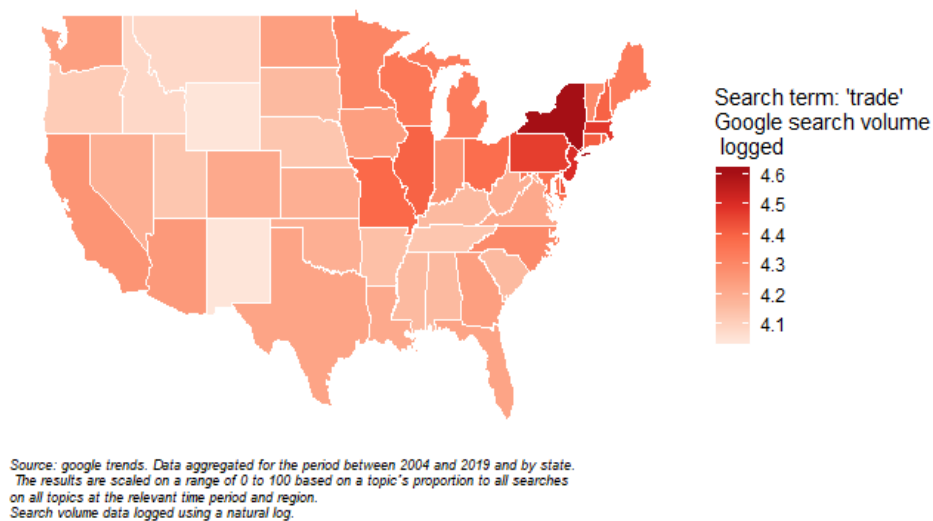 Search term: 'trade'
Google search volume
logged
4.6
4.5
4.4
4.3
4.2
4.1
Source: google trends. Data aggregated for the period between 2004 and 2019 and by state.
The results are scaled on a range of 0 to 100 based on a topic's proportion to all searches
on all topics at the relevant time period and region.
Search volume data logged using a natural log.